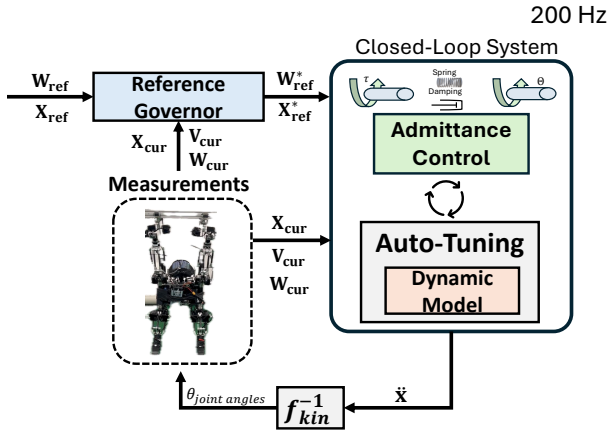 200 Hz
Closed-Loop System
W_ref
X_ref
Reference
Governor
W*_ref
X*_ref
τ
Spring
Damping
Θ
Admittance
Control
X_cur
V_cur
W_cur
Measurements
X_cur
V_cur
W_cur
Auto-Tuning
Dynamic
Model
θ_joint angles
f_kin^-1
Ẍ